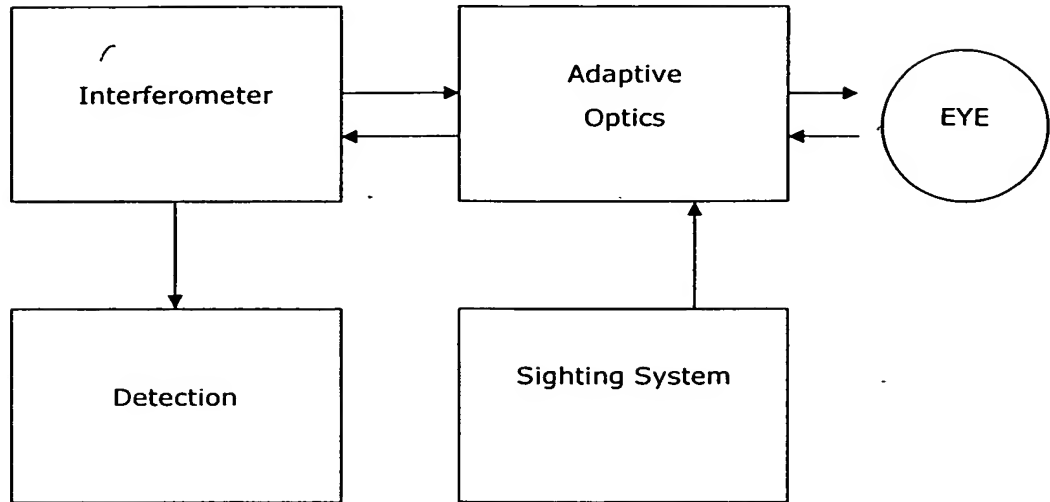 Interferometer
Adaptive
Optics
EYE
Detection
Sighting System